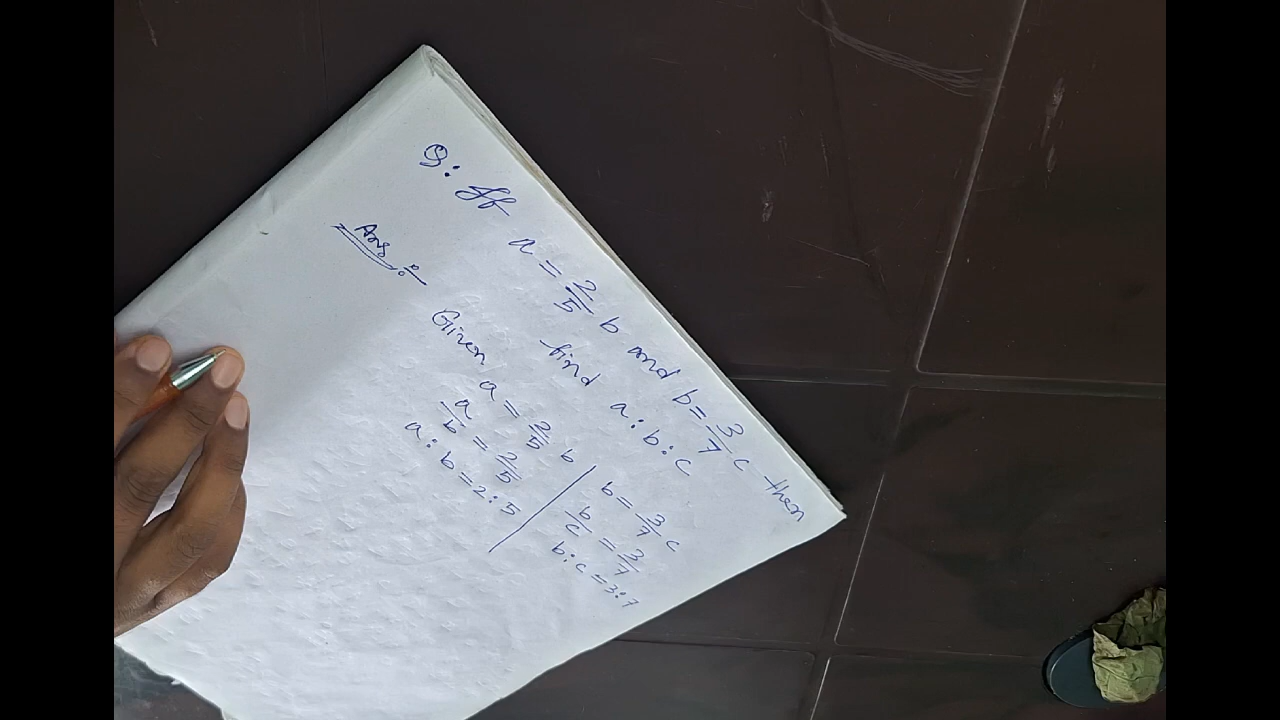 Q: If a = 2/5 b and b = 3/7 c then
find a : b : c
Ans :-
Given a = 2/5 b | b = 3/7 c
a/b = 2/5 | b/c = 3/7
a : b = 2 : 5 | b : c = 3 : 7